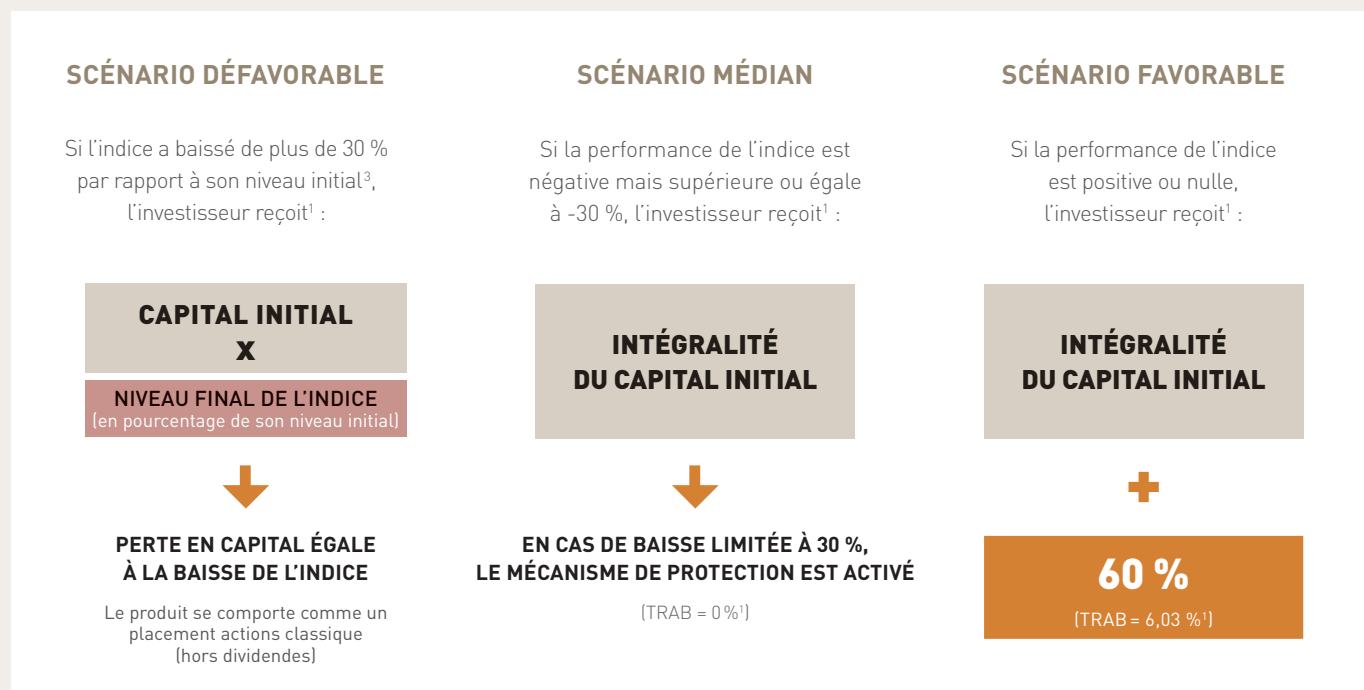 SCÉNARIO DÉFAVORABLE
Si l'indice a baissé de plus de 30 %
par rapport à son niveau initial³,
l'investisseur reçoit¹ :
CAPITAL INITIAL
X
NIVEAU FINAL DE L'INDICE
(en pourcentage de son niveau initial)
PERTE EN CAPITAL ÉGALE
À LA BAISSE DE L'INDICE
Le produit se comporte comme un
placement actions classique
(hors dividendes)
SCÉNARIO MÉDIAN
Si la performance de l'indice est
négative mais supérieure ou égale
à -30 %, l'investisseur reçoit¹ :
INTÉGRALITÉ
DU CAPITAL INITIAL
EN CAS DE BAISSE LIMITÉE À 30 %,
LE MÉCANISME DE PROTECTION EST ACTIVÉ
(TRAB = 0 %¹)
SCÉNARIO FAVORABLE
Si la performance de l'indice
est positive ou nulle,
l'investisseur reçoit¹ :
INTÉGRALITÉ
DU CAPITAL INITIAL
60 %
(TRAB = 6,03 %¹)